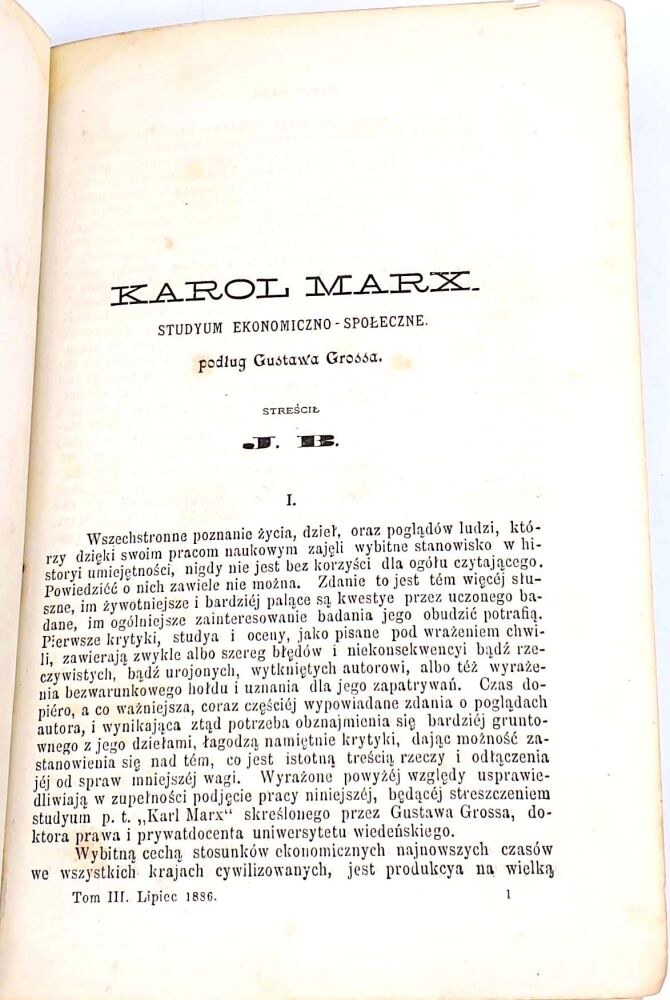 KAROL MARX.
STUDYUM EKONOMICZNO-SPOŁECZNE.
podług Gustawa Grossa.
STREŚCIŁ
J. B.
I.
Wszechstronne poznanie życia, dzieł, oraz poglądów ludzi, któ-
rzy dzięki swoim pracom naukowym zajęli wybitne stanowisko w hi-
storyi umiejętności, nigdy nie jest bez korzyści dla ogółu czytającego.
Powiedzićć o nich zawiele nie można. Zdanie to jest tém więcéj słu-
szne, im żywotniejsze i bardziéj palące są kwestye przez uczonego ba-
dane, im ogólniejsze zainteresowanie badania jego obudzić potrafią.
Pierwsze krytyki, studya i oceny, jako pisane pod wrażeniem chwi-
li, zawierają zwykle albo szereg błędów i niekonsekwencyi bądź rze-
czywistych, bądź urojonych, wytkniętych autorowi, albo téż wyraże-
nia bezwarunkowego hołdu i uznania dla jego zapatrywań. Czas do-
piéro, a co ważniejsza, coraz częściéj wypowiadane zdania o poglądach
autora, i wynikająca ztąd potrzeba obznajmienia się bardziéj grunto-
wnego z jego dziełami, łagodzą namiętnie krytyki, dając możność za-
stanowienia się nad tém, co jest istotną treścią rzeczy i odłączenia
jéj od spraw mniejszéj wagi. Wyrażone powyżéj względy usprawie-
dliwiają w zupełności podjęcie pracy niniejszéj, będącéj streszczeniem
studyum p. t. „Karl Marx“ skreślonego przez Gustawa Grossa, do-
ktora prawa i prywatdocenta uniwersytetu wiedeńskiego.
Wybitną cechą stosunków ekonomicznych najnowszych czasów
we wszystkich krajach cywilizowanych, jest produkcya na wielką
Tom III. Lipiec 1886. 1